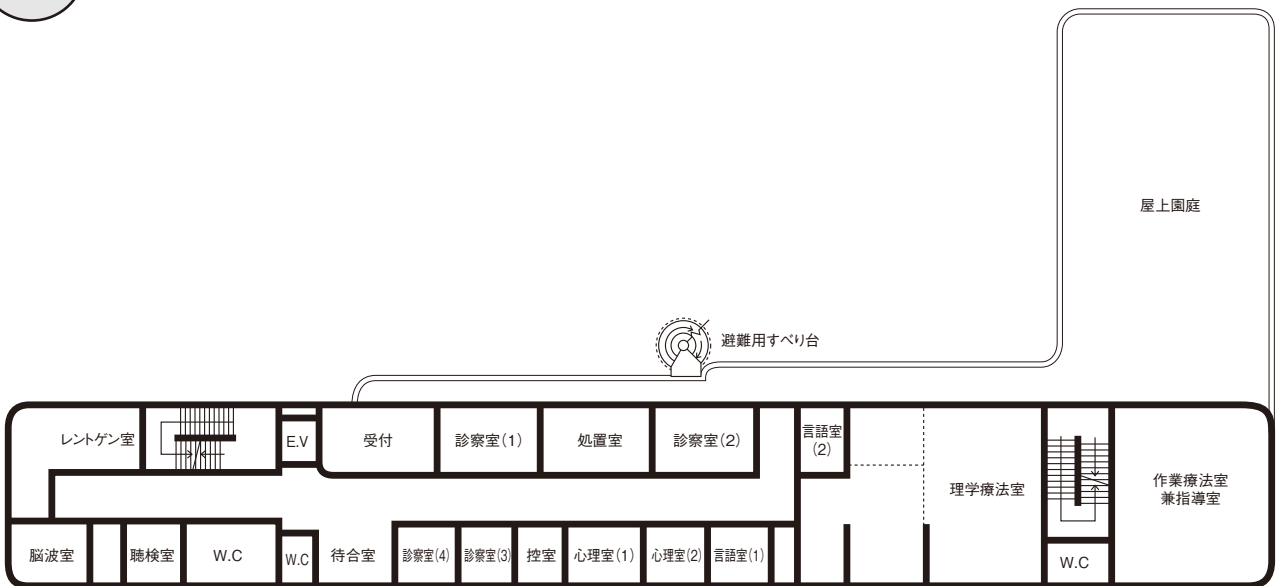 屋上園庭
避難用すべり台
レントゲン室
E.V
受付
診察室(1)
処置室
診察室(2)
言語室
(2)
理学療法室
作業療法室
兼指導室
脳波室
聴検室
W.C
W.C
待合室
診察室(4)
診察室(3)
控室
心理室(1)
心理室(2)
言語室(1)
W.C